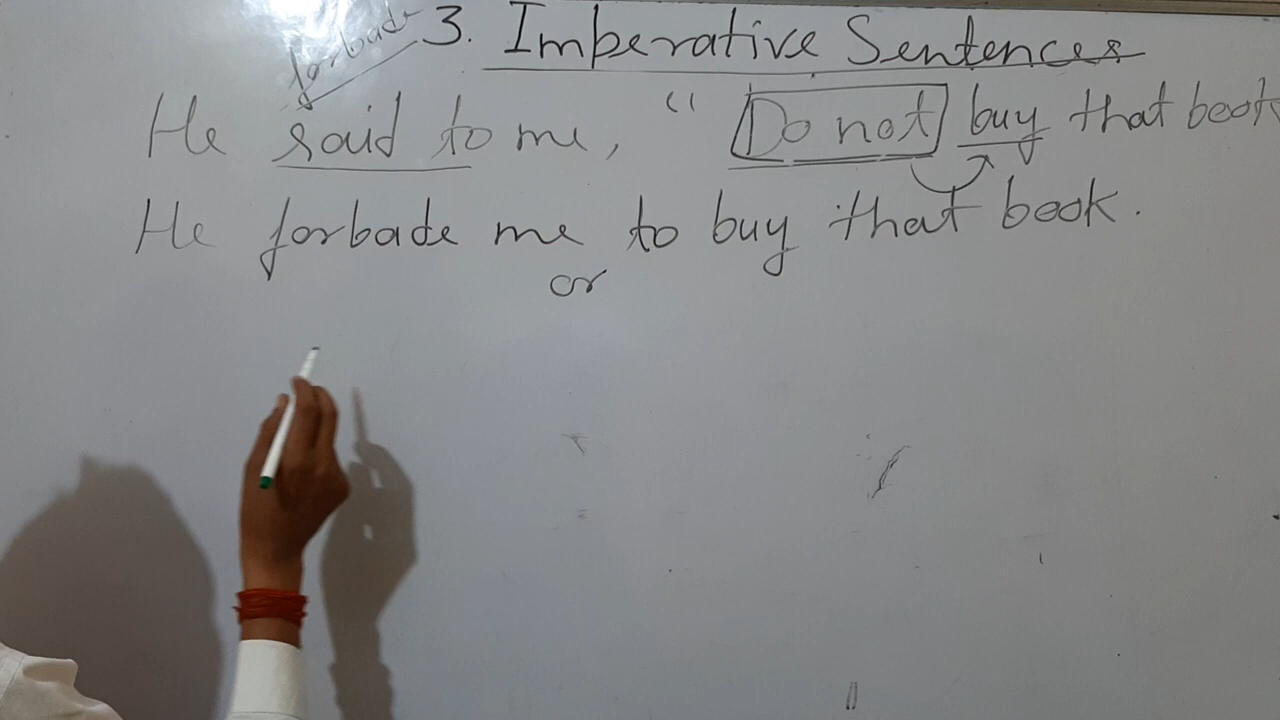 forbade
3. Imperative Sentences
He said to me, " Do not buy that book
He forbade me to buy that book.
or